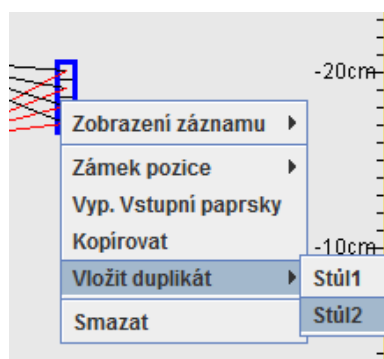 -20cm
Zobrazení záznamu
Zámek pozice
Vyp. Vstupní paprsky
Kopírovat
-10cm
Vložit duplikát
Stůl1
Stůl2
Smazat